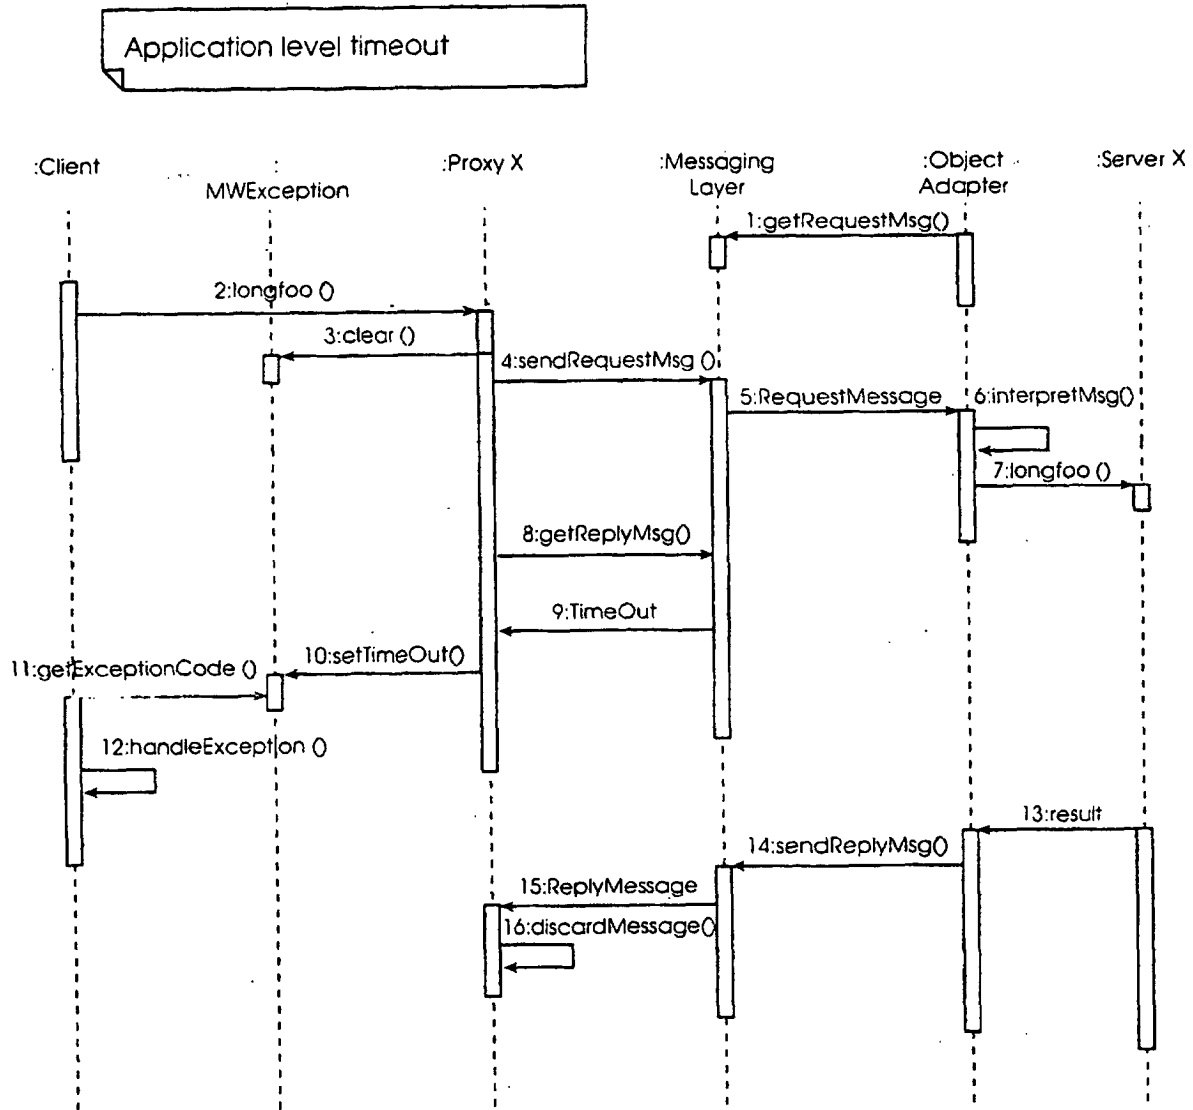 Application level timeout
:Client
:
MWException
:Proxy X
:Messaging
Layer
:Object
Adapter
:Server X
1:getRequestMsg()
2:longfoo ()
3:clear ()
4:sendRequestMsg ()
5:RequestMessage
6:interpretMsg()
7:longfoo ()
8:getReplyMsg()
9:TimeOut
10:setTimeOut()
11:getExceptionCode ()
12:handleException ()
13:result
14:sendReplyMsg()
15:ReplyMessage
16:discardMessage()